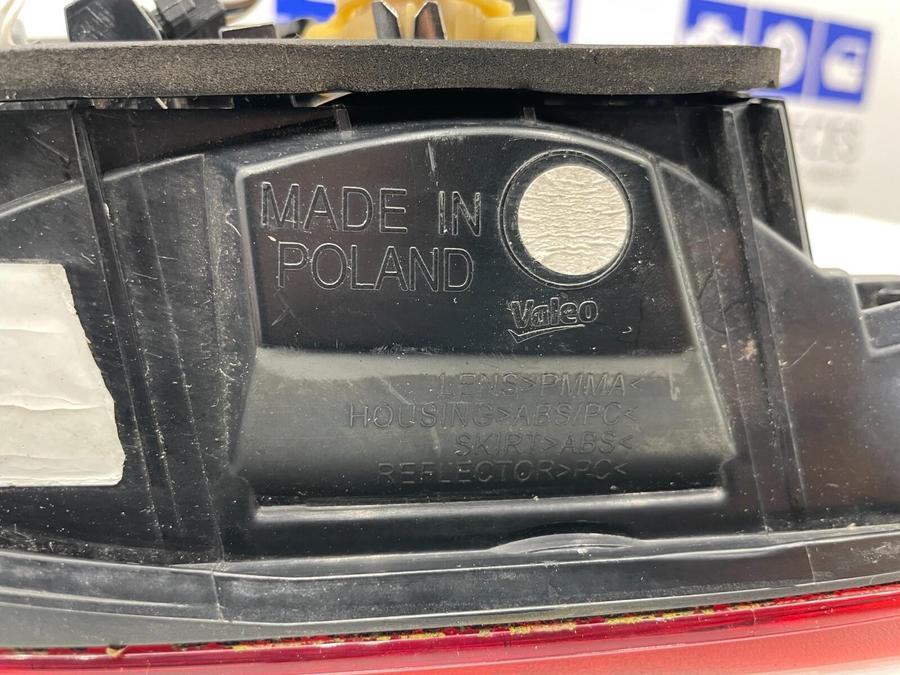 MADE IN
POLAND
Valeo
LENS>PMMA<
HOUSING>ABS/PC<
SKIRT>ABS<
REFLECTOR>PC<